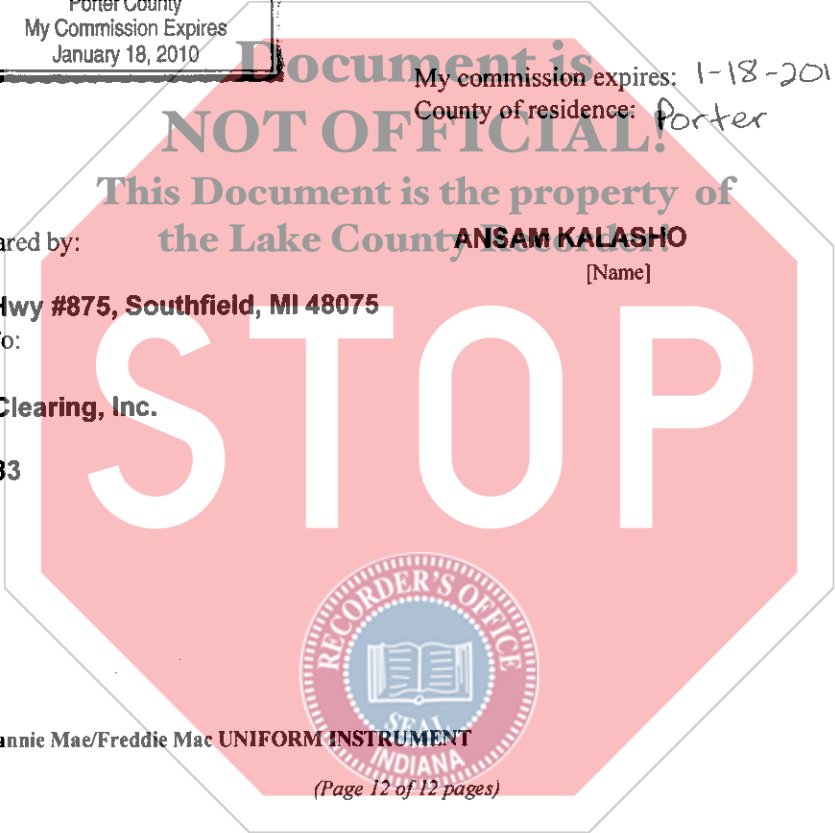 Porter County
My Commission Expires
January 18, 2010
Document is
My commission expires: 1-18-201
County of residence: Porter
NOT OFFICIAL!
This Document is the property of
the Lake County Recorder!
ared by:
ANSAM KALASHO
[Name]
Hwy #875, Southfield, MI 48075
o:
STOP
Clearing, Inc.
33
RECORDER'S OFFICE
SEAL
INDIANA
annie Mae/Freddie Mac UNIFORM INSTRUMENT
(Page 12 of 12 pages)